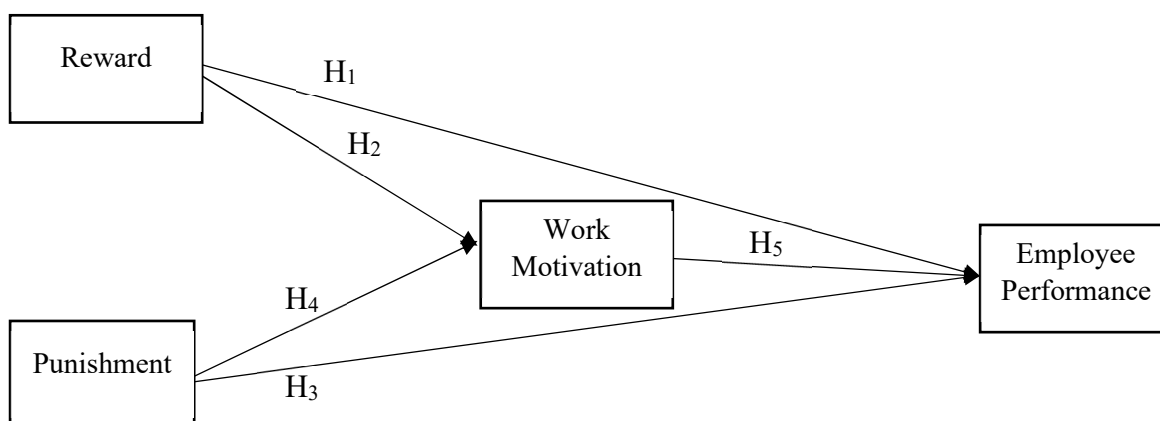 Reward
H₁
H₂
Work
Motivation
H₅
Employee
Performance
H₄
Punishment
H₃